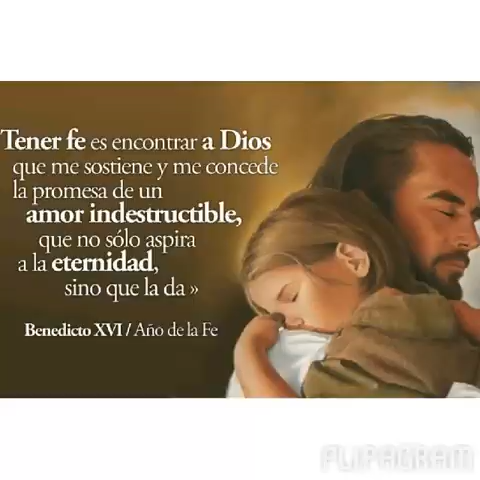 Tener fe es encontrar a Dios
que me sostiene y me concede
la promesa de un
amor indestructible,
que no sólo aspira
a la eternidad,
sino que la da »
Benedicto XVI / Año de la Fe
FLIPAGRAM